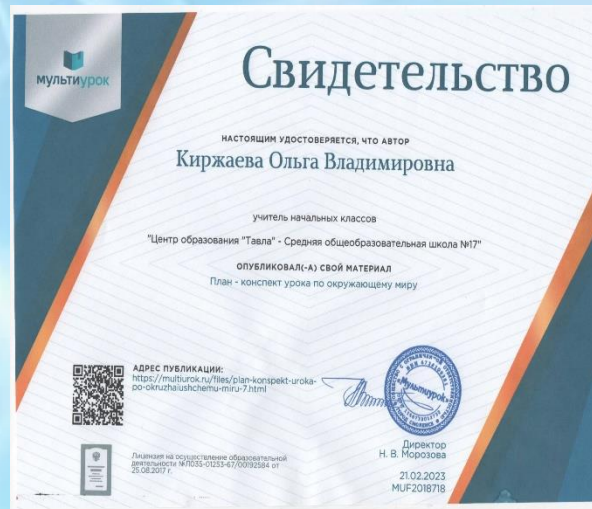 мультиурок
Свидетельство
НАСТОЯЩИМ УДОСТОВЕРЯЕТСЯ, ЧТО АВТОР
Киржаева Ольга Владимировна
учитель начальных классов
"Центр образования "Тавла" - Средняя общеобразовательная школа №17"
ОПУБЛИКОВАЛ(-А) СВОЙ МАТЕРИАЛ
План - конспект урока по окружающему миру
АДРЕС ПУБЛИКАЦИИ:
https://multiurok.ru/files/plan-konspekt-uroka-
po-okruzhaiushchemu-miru-7.html
«Мультиурок»
Лицензия на осуществление образовательной
деятельности №Л035-01253-67/00192584 от
25.08.2017 г.
Директор
Н. В. Морозова
21.02.2023
MUF2018718